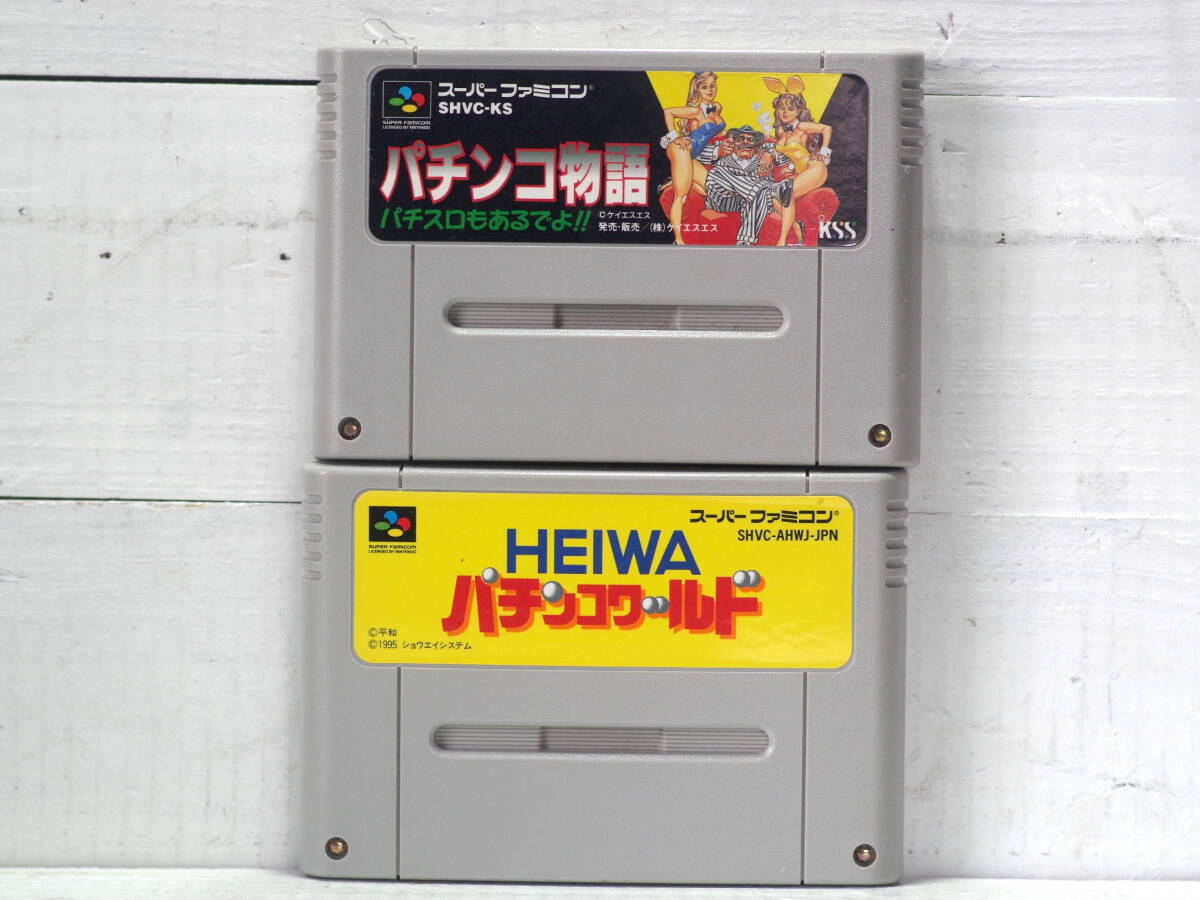 スーパーファミコン®
SHVC-KS
SUPER FAMICOM
LICENSED BY NINTENDO
パチンコ物語
パチスロもあるでよ!!
©ケイエスエス
発売・販売/(株)ケイエスエス
KSS
スーパーファミコン®
SHVC-AHWJ-JPN
SUPER FAMICOM
LICENSED BY NINTENDO
HEIWA
パチンコワールド
©平和
©1995 ショウエイシステム